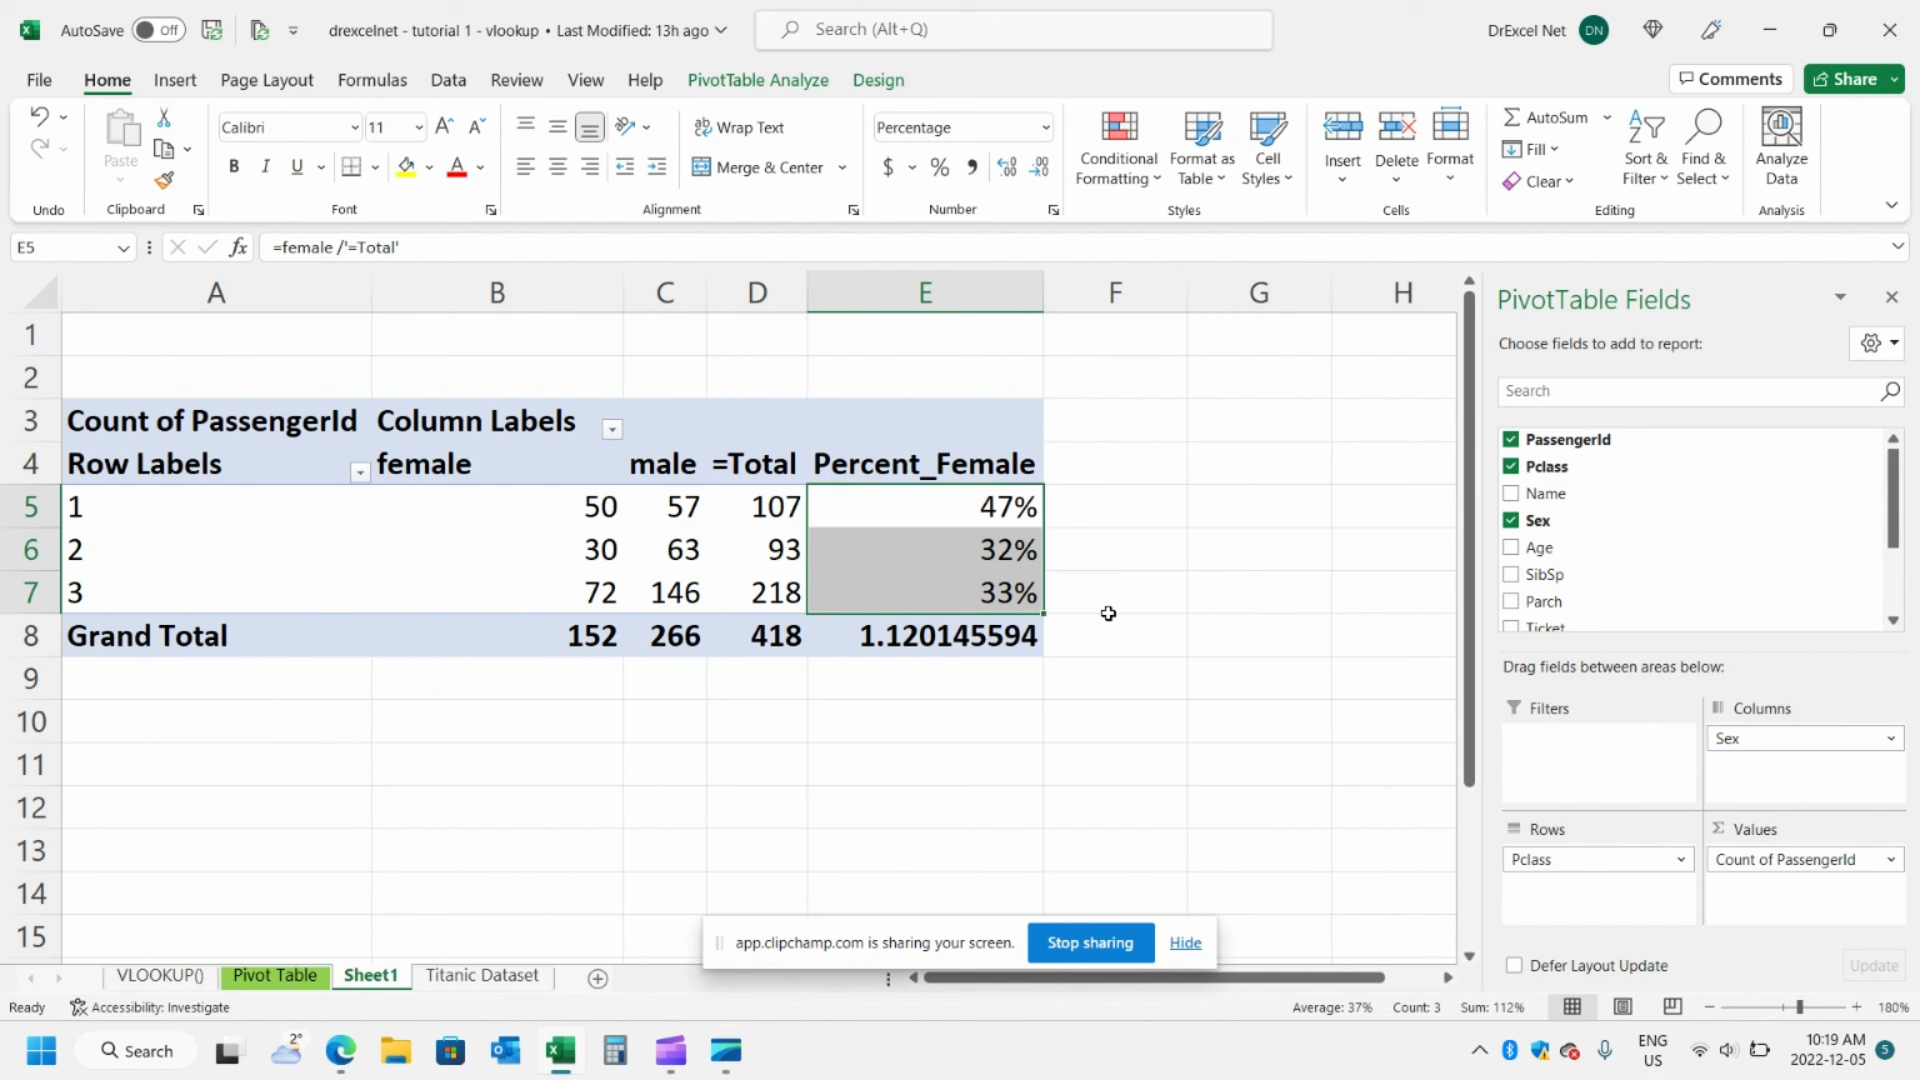 AutoSave Off drexcelnet - tutorial 1 - vlookup • Last Modified: 13h ago Search (Alt+Q) DrExcel Net DN
File Home Insert Page Layout Formulas Data Review View Help PivotTable Analyze Design Comments Share
Calibri 11 Wrap Text Percentage AutoSum
Paste B I U Merge & Center $ % Conditional Formatting Format as Table Cell Styles Insert Delete Format Fill Clear Sort & Filter Find & Select Analyze Data
Undo Clipboard Font Alignment Number Styles Cells Editing Analysis
E5 fx =female /'=Total'
A B C D E F G H
1
2
3 Count of PassengerId Column Labels
4 Row Labels female male =Total Percent_Female
5 1 50 57 107 47%
6 2 30 63 93 32%
7 3 72 146 218 33%
8 Grand Total 152 266 418 1.120145594
9
10
11
12
13
14
15
PivotTable Fields
Choose fields to add to report:
Search
PassengerId
Pclass
Name
Sex
Age
SibSp
Parch
Ticket
Drag fields between areas below:
Filters Columns
Sex
Rows Values
Pclass Count of PassengerId
Defer Layout Update Update
app.clipchamp.com is sharing your screen. Stop sharing Hide
VLOOKUP() Pivot Table Sheet1 Titanic Dataset
Ready Accessibility: Investigate Average: 37% Count: 3 Sum: 112% 180%
Search 2° ENG US 10:19 AM 2022-12-05 5